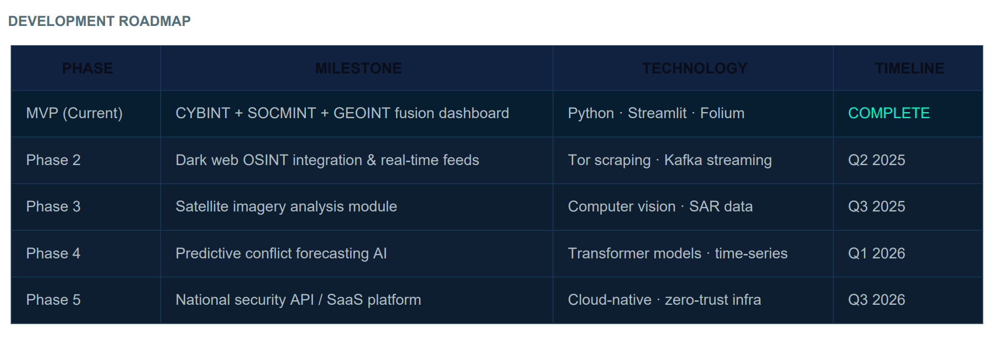 DEVELOPMENT ROADMAP
PHASE MILESTONE TECHNOLOGY TIMELINE
MVP (Current) CYBINT + SOCMINT + GEOINT fusion dashboard Python · Streamlit · Folium COMPLETE
Phase 2 Dark web OSINT integration & real-time feeds Tor scraping · Kafka streaming Q2 2025
Phase 3 Satellite imagery analysis module Computer vision · SAR data Q3 2025
Phase 4 Predictive conflict forecasting AI Transformer models · time-series Q1 2026
Phase 5 National security API / SaaS platform Cloud-native · zero-trust infra Q3 2026